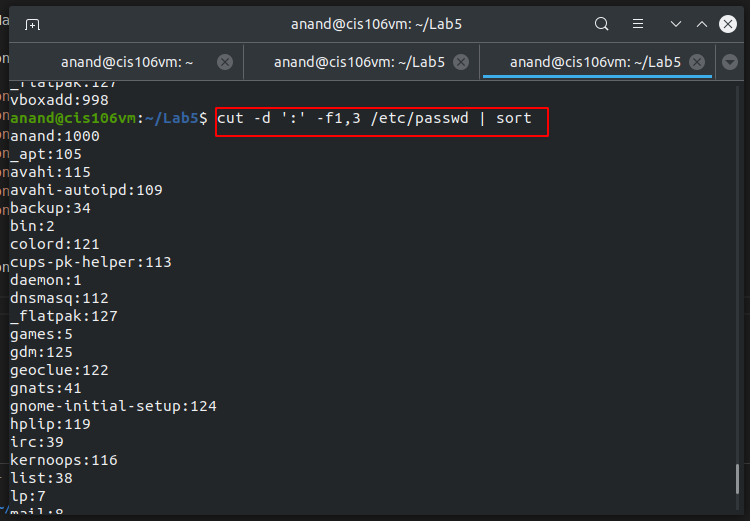 anand@cis106vm: ~/Lab5
anand@cis106vm: ~
anand@cis106vm: ~/Lab5
anand@cis106vm: ~/Lab5
_flatpak:127
vboxadd:998
anand@cis106vm:~/Lab5$ cut -d ':' -f1,3 /etc/passwd | sort
anand:1000
_apt:105
avahi:115
avahi-autoipd:109
backup:34
bin:2
colord:121
cups-pk-helper:113
daemon:1
dnsmasq:112
_flatpak:127
games:5
gdm:125
geoclue:122
gnats:41
gnome-initial-setup:124
hplip:119
irc:39
kernoops:116
list:38
lp:7
mail:8